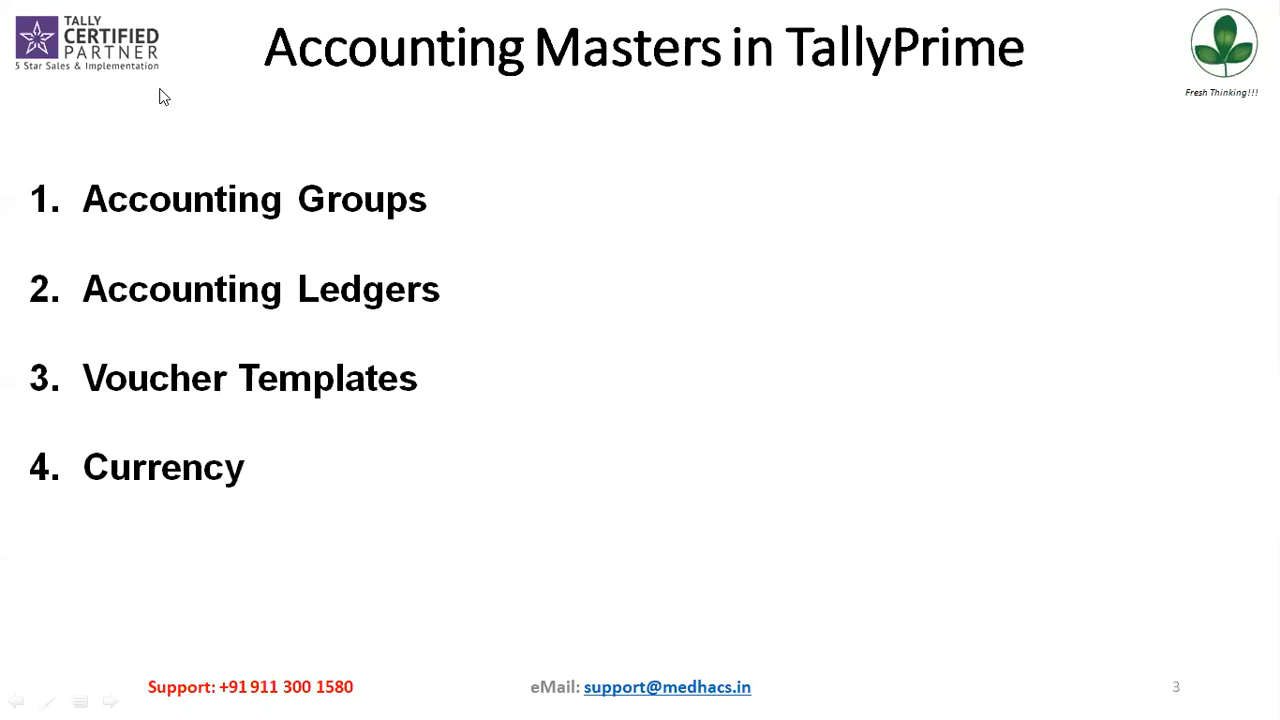 TALLY
CERTIFIED
PARTNER
5 Star Sales & Implementation
Accounting Masters in TallyPrime
Fresh Thinking!!!
1. Accounting Groups
2. Accounting Ledgers
3. Voucher Templates
4. Currency
Support: +91 911 300 1580
eMail: support@medhacs.in
3